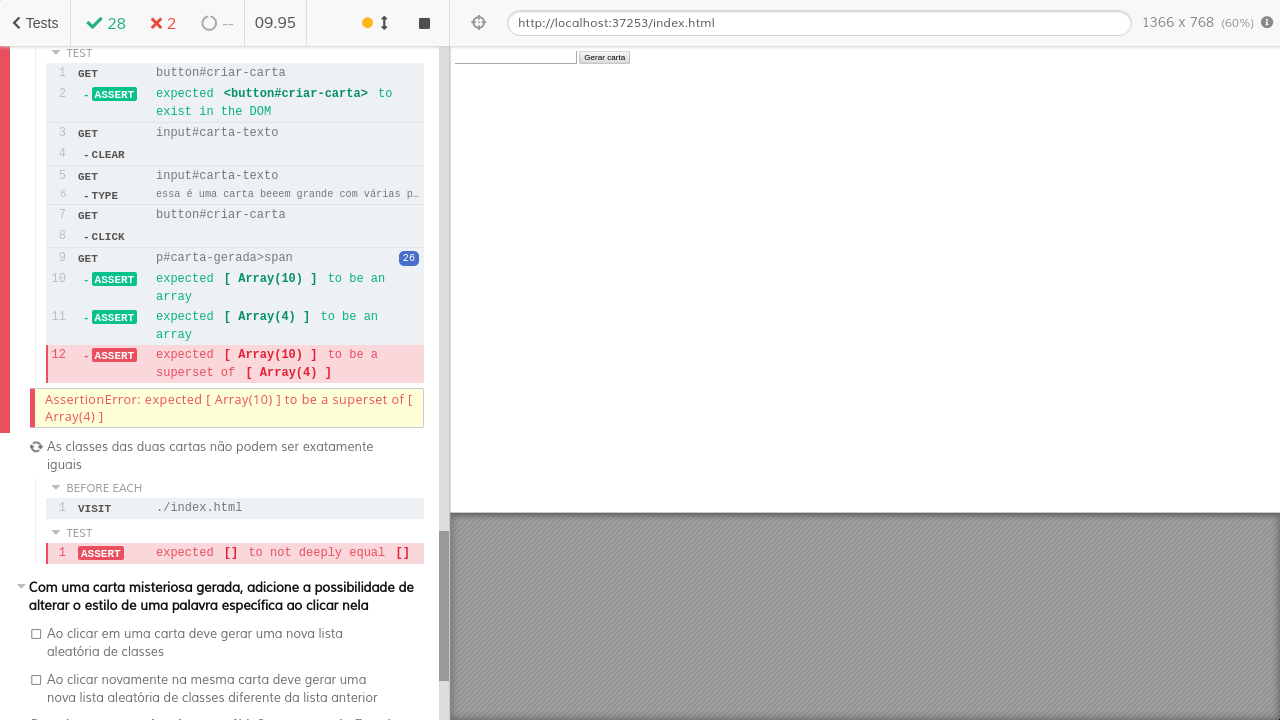 Tests 28 2 -- 09.95
http://localhost:37253/index.html 1366 x 768 (60%)
Gerar carta
TEST
1 GET button#criar-carta
2 - ASSERT expected <button#criar-carta> to
exist in the DOM
3 GET input#carta-texto
4 - CLEAR
5 GET input#carta-texto
6 - TYPE essa é uma carta beeem grande com várias p…
7 GET button#criar-carta
8 - CLICK
9 GET p#carta-gerada>span 26
10 - ASSERT expected [ Array(10) ] to be an
array
11 - ASSERT expected [ Array(4) ] to be an
array
12 - ASSERT expected [ Array(10) ] to be a
superset of [ Array(4) ]
AssertionError: expected [ Array(10) ] to be a superset of [
Array(4) ]
As classes das duas cartas não podem ser exatamente
iguais
BEFORE EACH
1 VISIT ./index.html
TEST
1 ASSERT expected [] to not deeply equal []
Com uma carta misteriosa gerada, adicione a possibilidade de
alterar o estilo de uma palavra específica ao clicar nela
Ao clicar em uma carta deve gerar uma nova lista
aleatória de classes
Ao clicar novamente na mesma carta deve gerar uma
nova lista aleatória de classes diferente da lista anterior